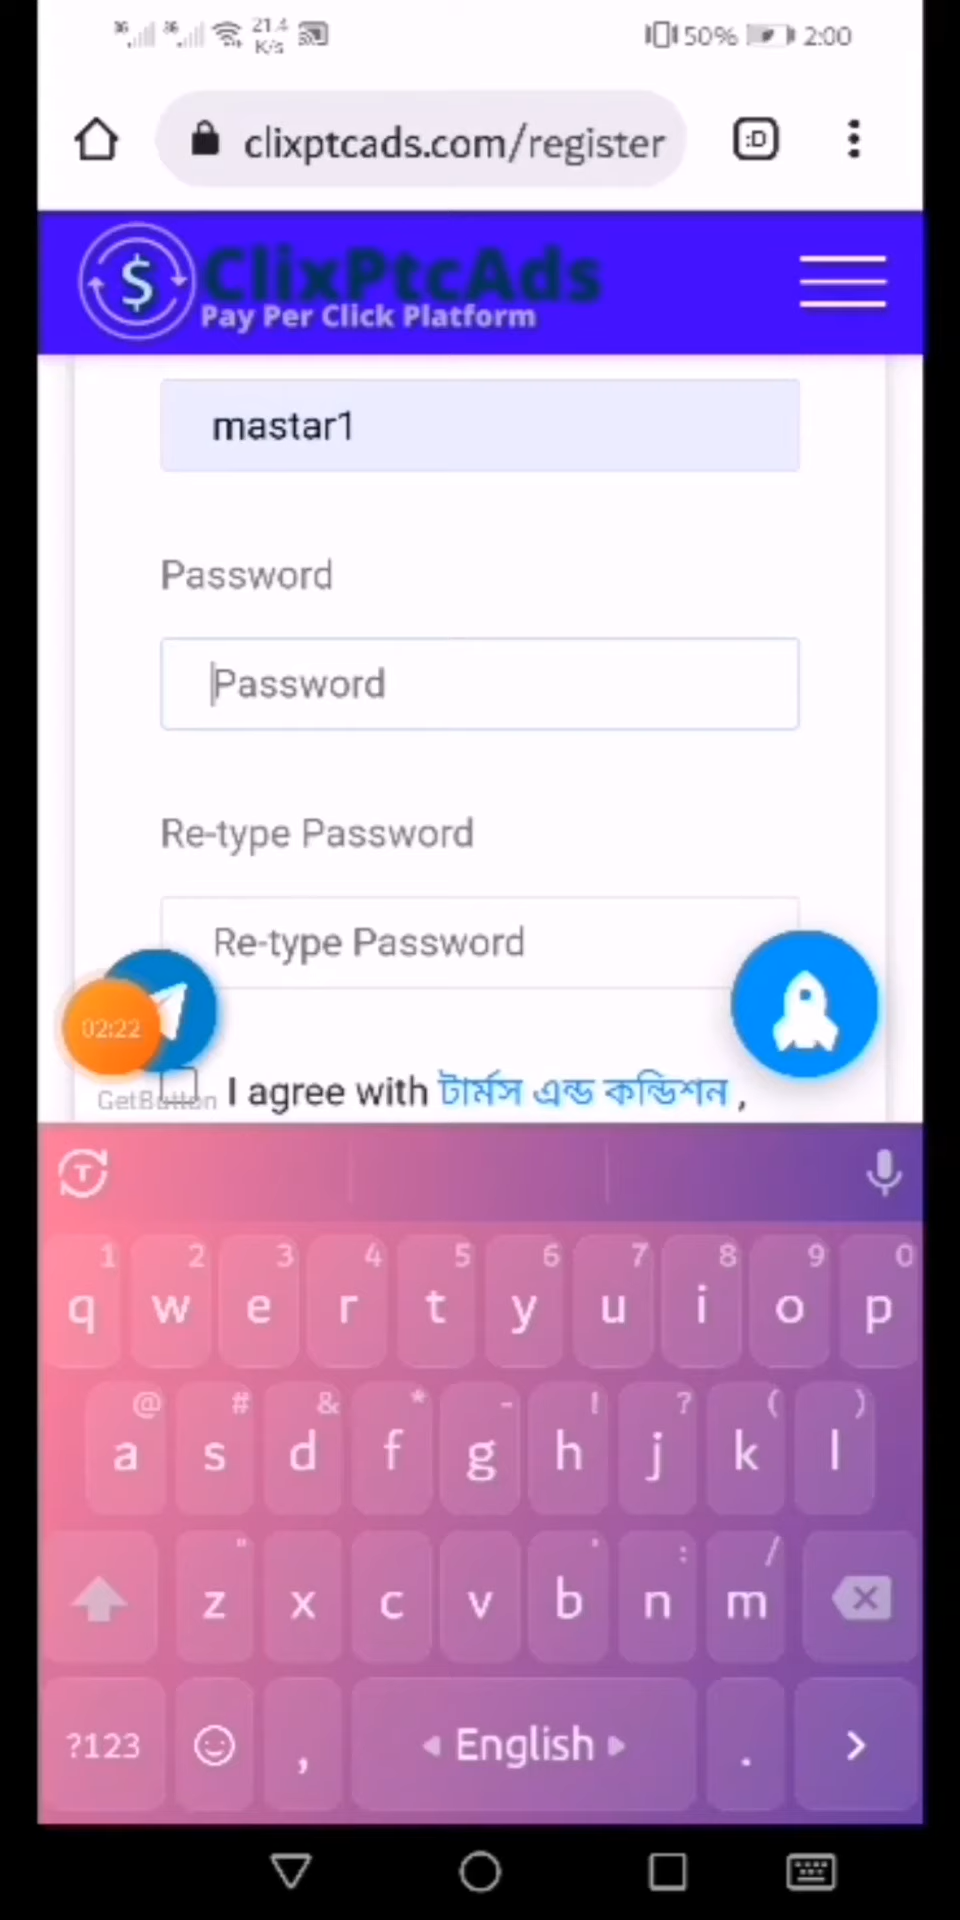 3G 3G 21.4 K/s 50% 2:00
clixptcads.com/register :D
$ ClixPtcAds
Pay Per Click Platform
mastar1
Password
Password
Re-type Password
Re-type Password
02:22
GetButton
I agree with টার্মস এন্ড কন্ডিশন ,
T
1 2 3 4 5 6 7 8 9 0
q w e r t y u i o p
@ # & * - ! ? ( )
a s d f g h j k l
" ' : /
z x c v b n m
?123 , English . >